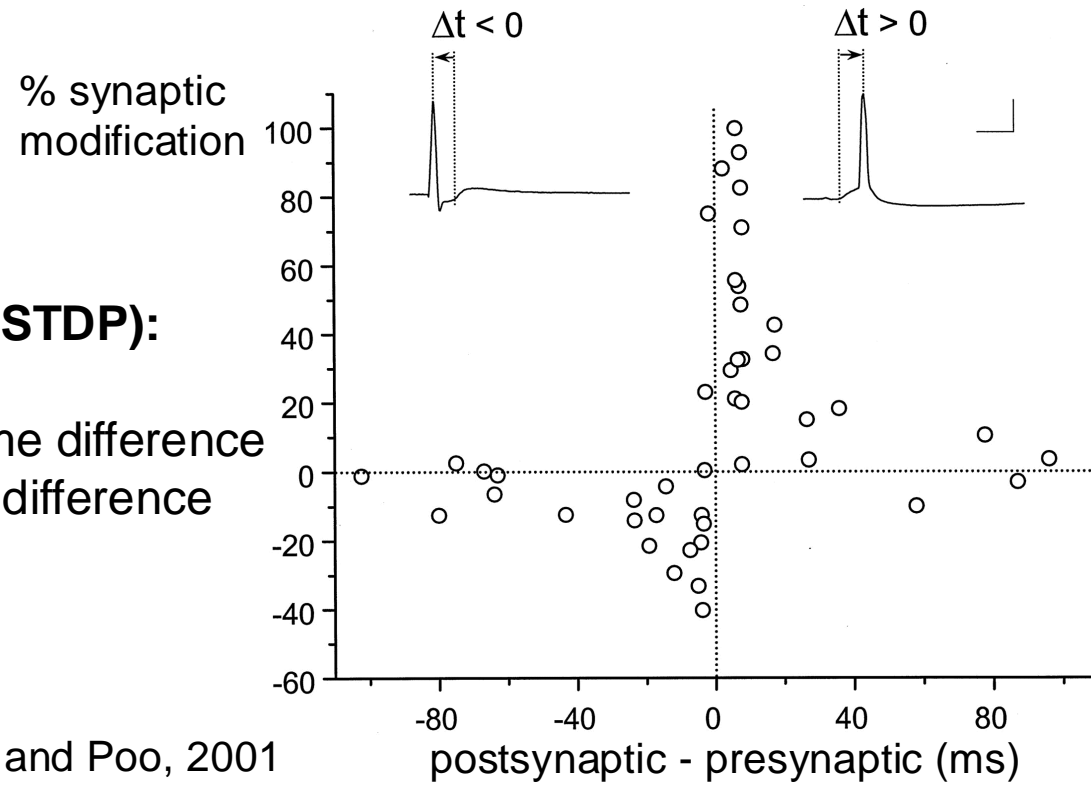 Δt < 0
Δt > 0
% synaptic
modification
100
80
60
40
20
0
-20
-40
-60
STDP):
difference
difference
-80
-40
0
40
80
and Poo, 2001
postsynaptic - presynaptic (ms)